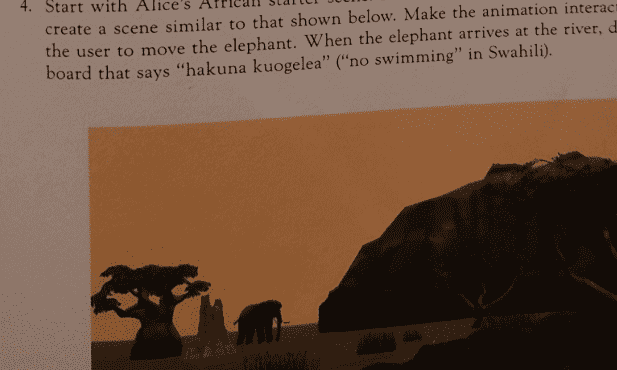 4. Start with Alice's African starter
create a scene similar to that shown below. Make the animation interac
the user to move the elephant. When the elephant arrives at the river, d
board that says “hakuna kuogelea” (“no swimming” in Swahili).